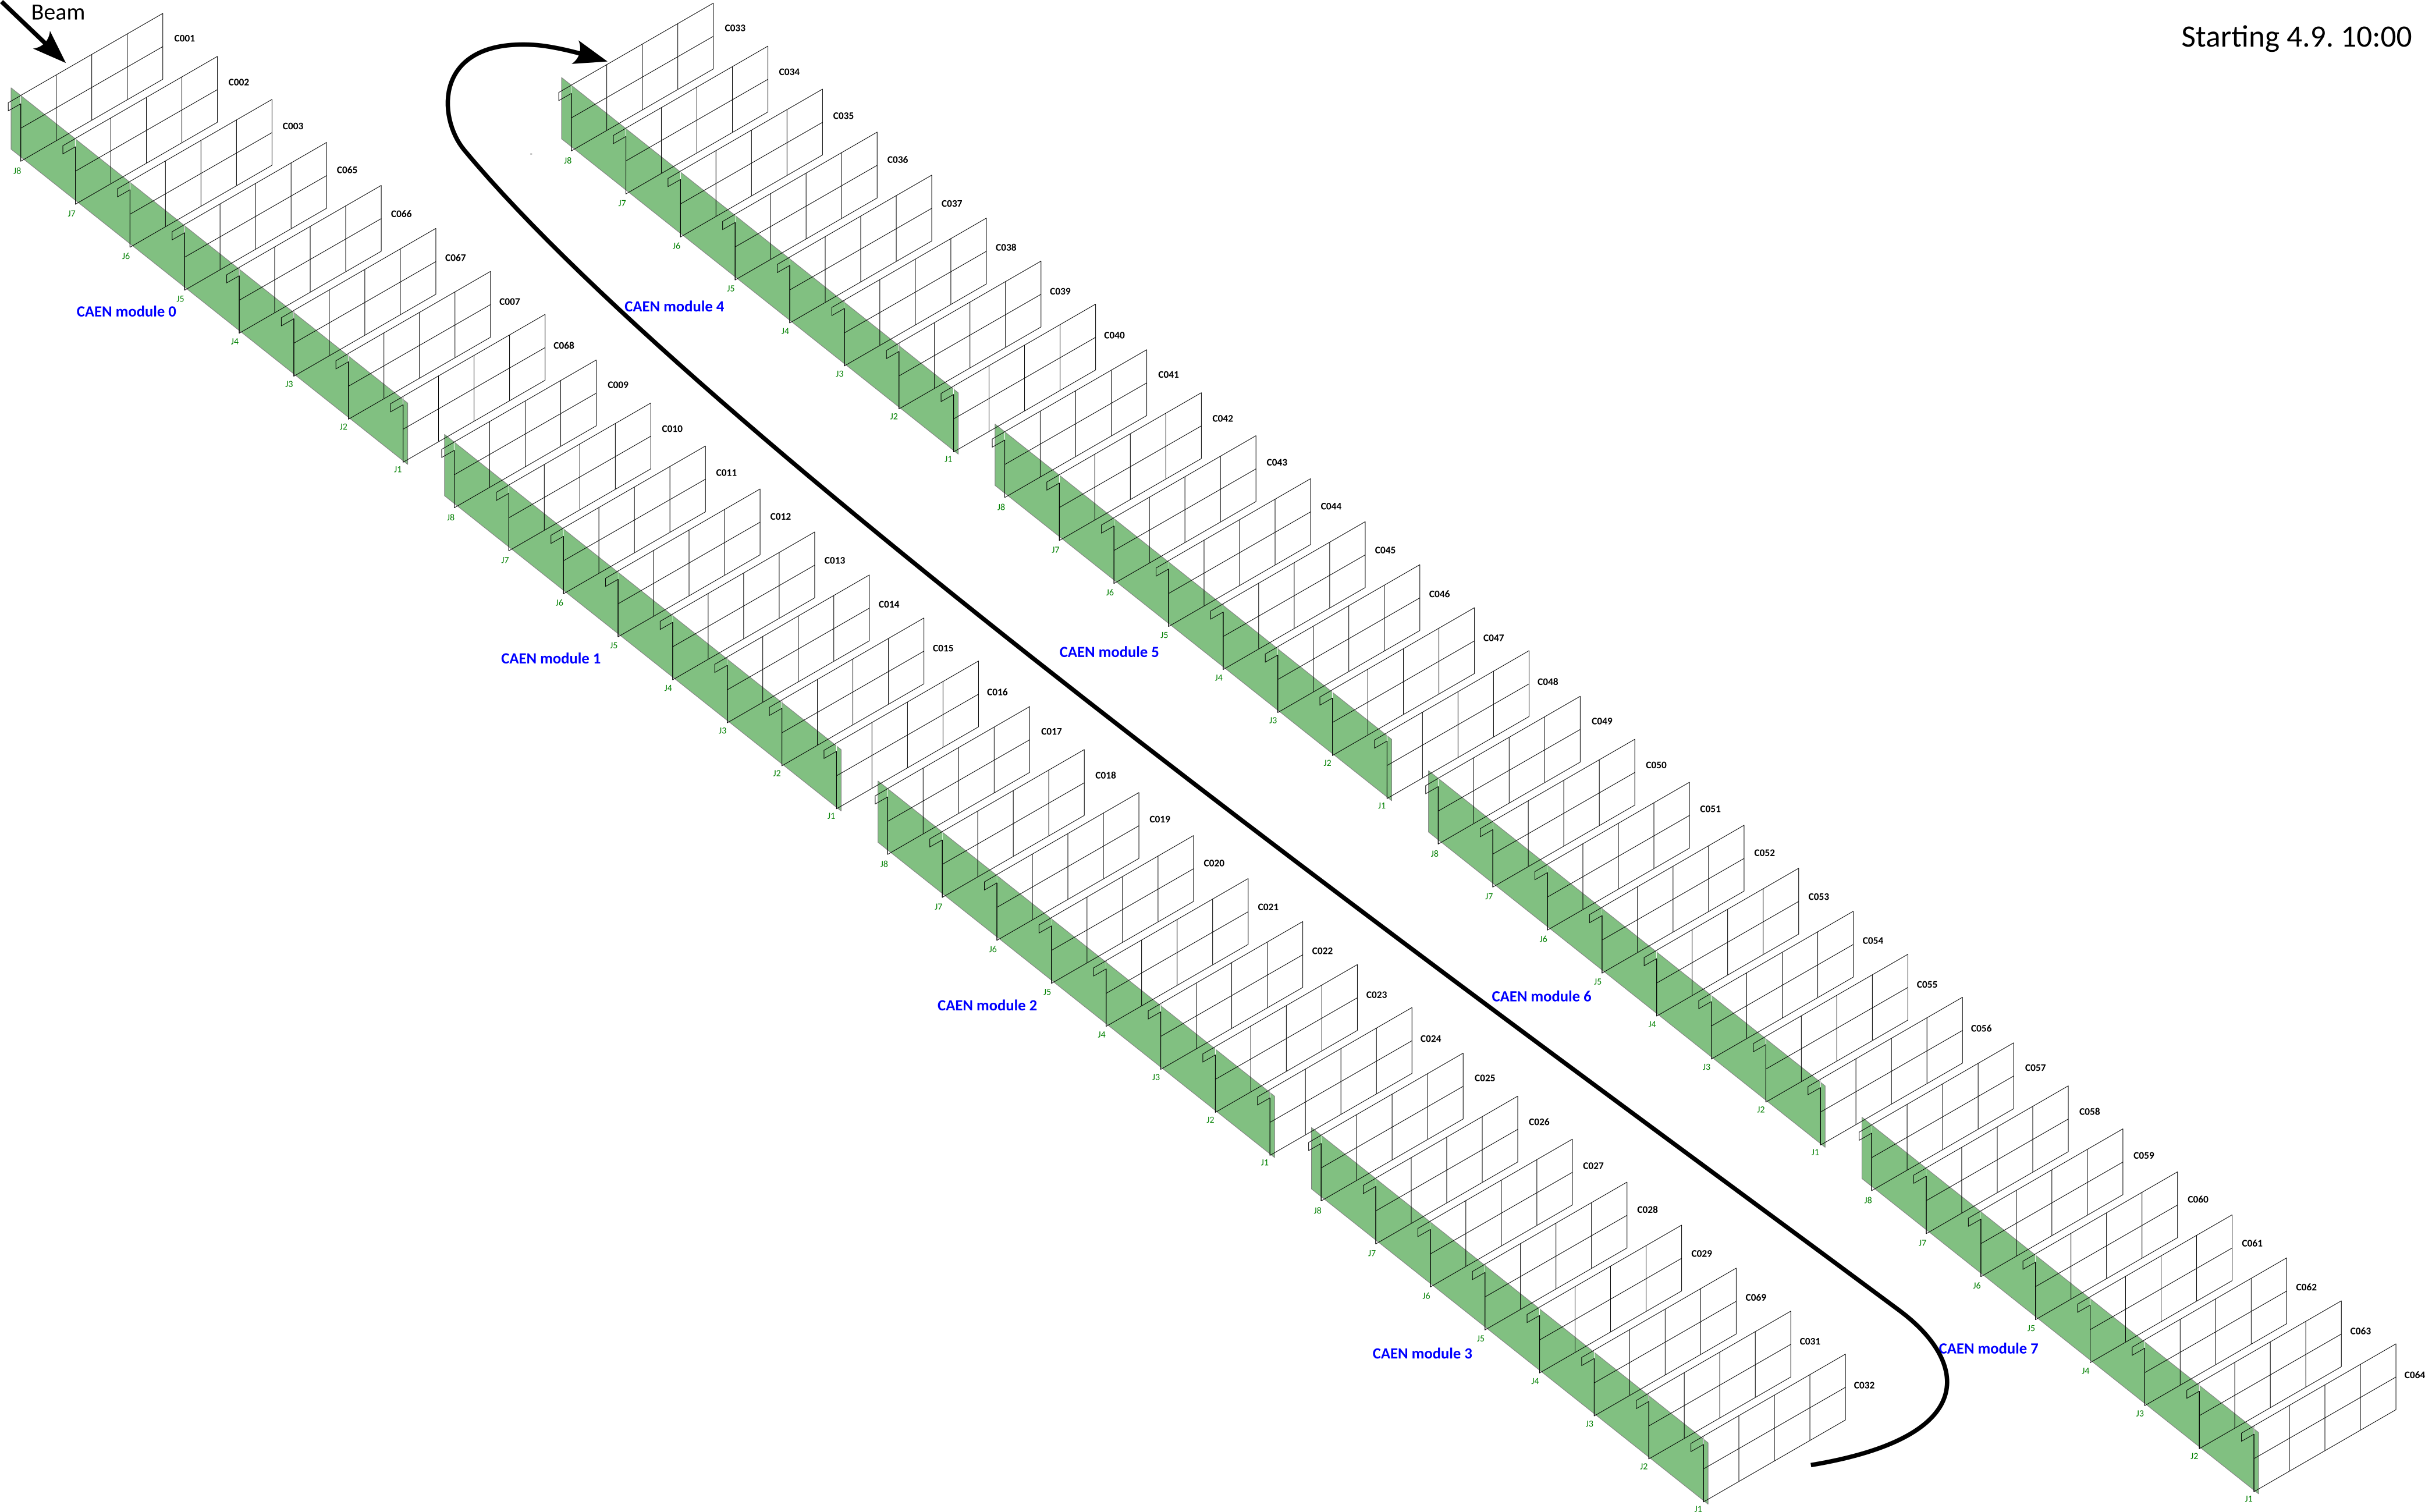 Beam
Starting 4.9. 10:00
C001
C002
C003
C065
C066
C067
C007
C068
J8
J7
J6
J5
J4
J3
J2
J1
CAEN module 0
C009
C010
C011
C012
C013
C014
C015
C016
J8
J7
J6
J5
J4
J3
J2
J1
CAEN module 1
C017
C018
C019
C020
C021
C022
C023
C024
J8
J7
J6
J5
J4
J3
J2
J1
CAEN module 2
C025
C026
C027
C028
C029
C069
C031
C032
J8
J7
J6
J5
J4
J3
J2
J1
CAEN module 3
C033
C034
C035
C036
C037
C038
C039
C040
J8
J7
J6
J5
J4
J3
J2
J1
CAEN module 4
C041
C042
C043
C044
C045
C046
C047
C048
J8
J7
J6
J5
J4
J3
J2
J1
CAEN module 5
C049
C050
C051
C052
C053
C054
C055
C056
J8
J7
J6
J5
J4
J3
J2
J1
CAEN module 6
C057
C058
C059
C060
C061
C062
C063
C064
J8
J7
J6
J5
J4
J3
J2
J1
CAEN module 7